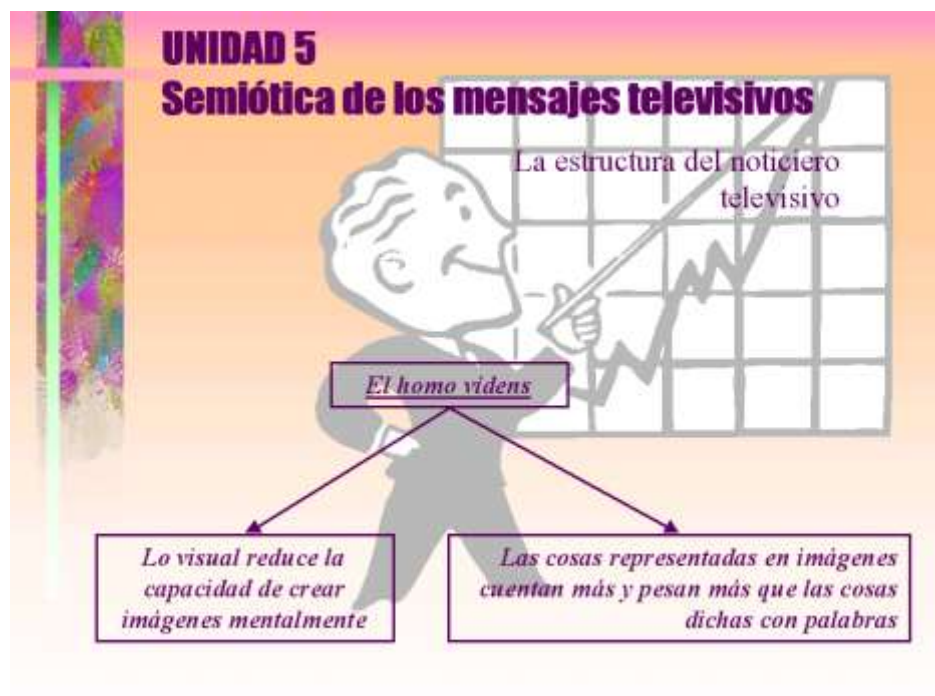 UNIDAD 5
Semiótica de los mensajes televisivos
La estructura del noticiero
televisivo
El homo videns
Lo visual reduce la
capacidad de crear
imágenes mentalmente
Las cosas representadas en imágenes
cuentan más y pesan más que las cosas
dichas con palabras